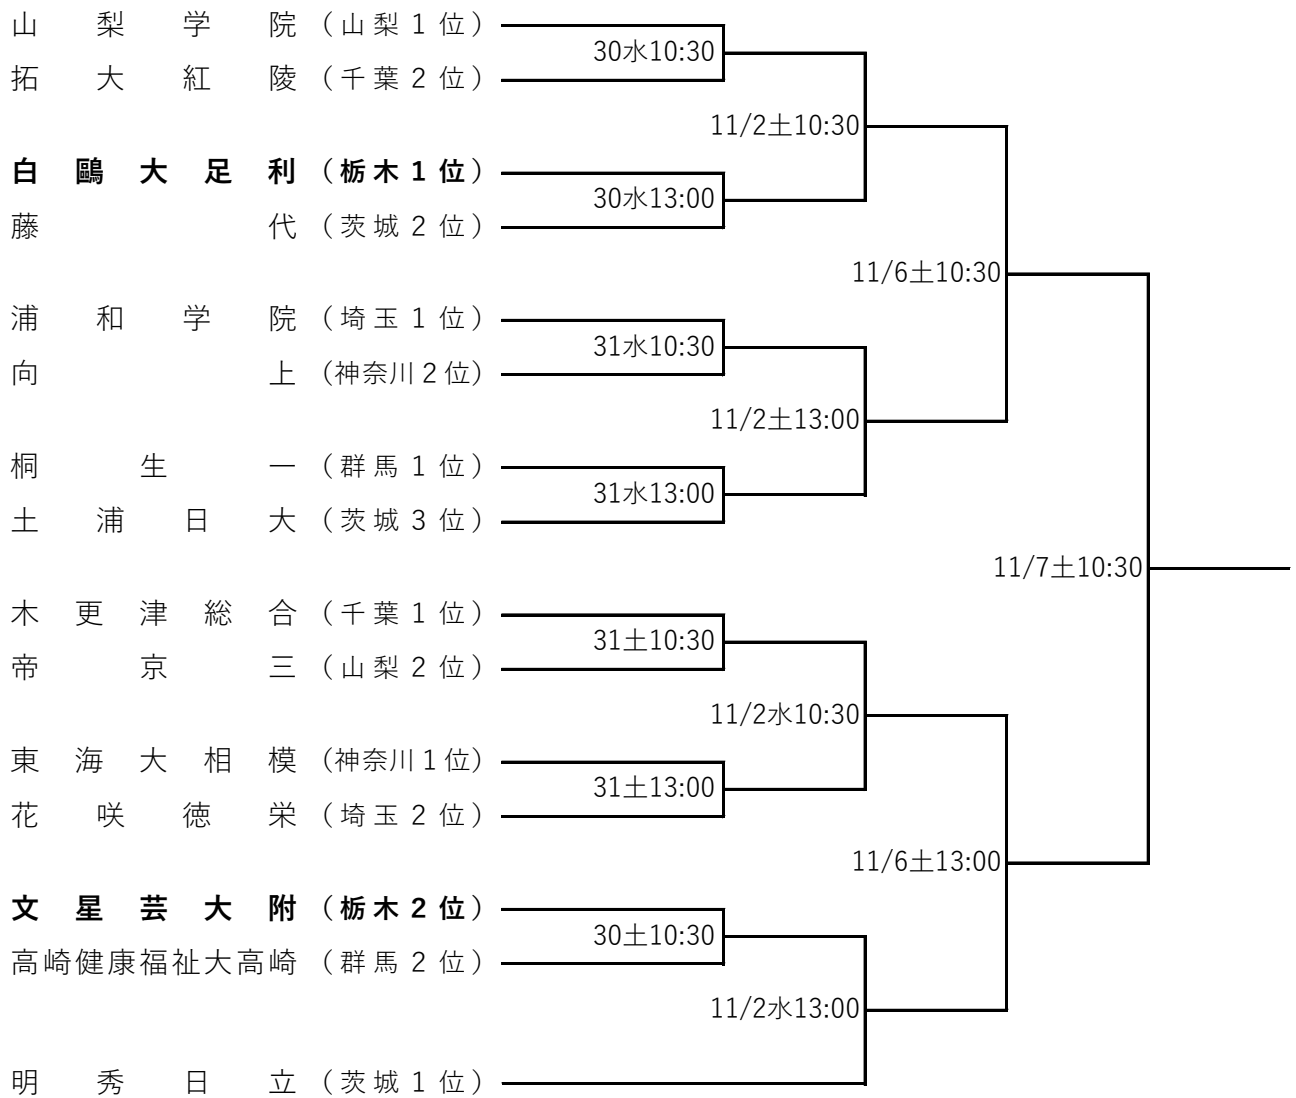 山梨学院（山梨1位）
30水10:30
拓大紅陵（千葉2位）
11/2土10:30
白鷗大足利（栃木1位）
30水13:00
藤代（茨城2位）
11/6土10:30
浦和学院（埼玉1位）
31水10:30
向上（神奈川2位）
11/2土13:00
桐生一（群馬1位）
31水13:00
土浦日大（茨城3位）
11/7土10:30
木更津総合（千葉1位）
31土10:30
帝京三（山梨2位）
11/2水10:30
東海大相模（神奈川1位）
31土13:00
花咲徳栄（埼玉2位）
11/6土13:00
文星芸大附（栃木2位）
30土10:30
高崎健康福祉大高崎（群馬2位）
11/2水13:00
明秀日立（茨城1位）